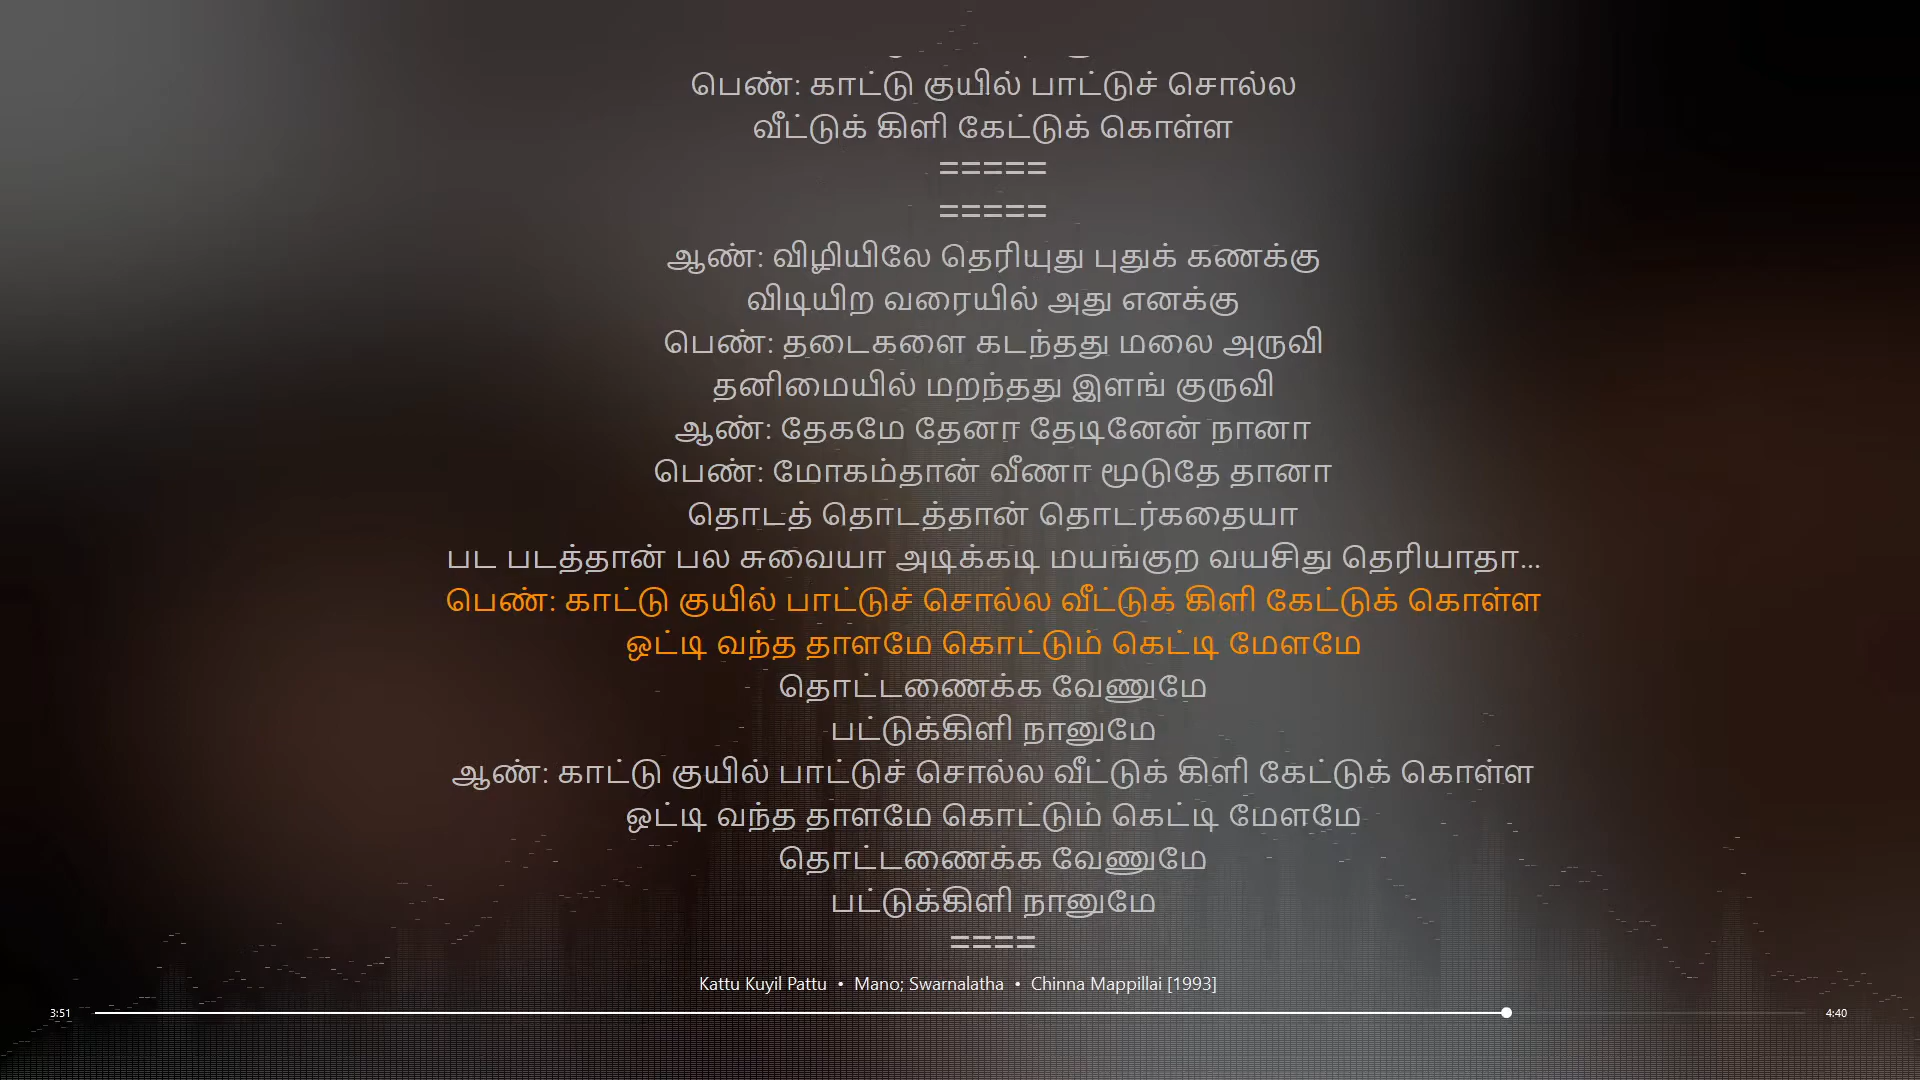 பெண்: காட்டு குயில் பாட்டுச் சொல்ல
வீட்டுக் கிளி கேட்டுக் கொள்ள
=====
=====
ஆண்: விழியிலே தெரியுது புதுக் கணக்கு
விடியிற வரையில் அது எனக்கு
பெண்: தடைகளை கடந்தது மலை அருவி
தனிமையில் மறந்தது இளங் குருவி
ஆண்: தேகமே தேனா தேடினேன் நானா
பெண்: மோகம்தான் வீணா மூடுதே தானா
தொடத் தொடத்தான் தொடர்கதையா
பட படத்தான் பல சுவையா அடிக்கடி மயங்குற வயசிது தெரியாதா...
பெண்: காட்டு குயில் பாட்டுச் சொல்ல வீட்டுக் கிளி கேட்டுக் கொள்ள
ஒட்டி வந்த தாளமே கொட்டும் கெட்டி மேளமே
தொட்டணைக்க வேணுமே
பட்டுக்கிளி நானுமே
ஆண்: காட்டு குயில் பாட்டுச் சொல்ல வீட்டுக் கிளி கேட்டுக் கொள்ள
ஒட்டி வந்த தாளமே கொட்டும் கெட்டி மேளமே
தொட்டணைக்க வேணுமே
பட்டுக்கிளி நானுமே
====
Kattu Kuyil Pattu • Mano; Swarnalatha • Chinna Mappillai [1993]
3:51 4:40